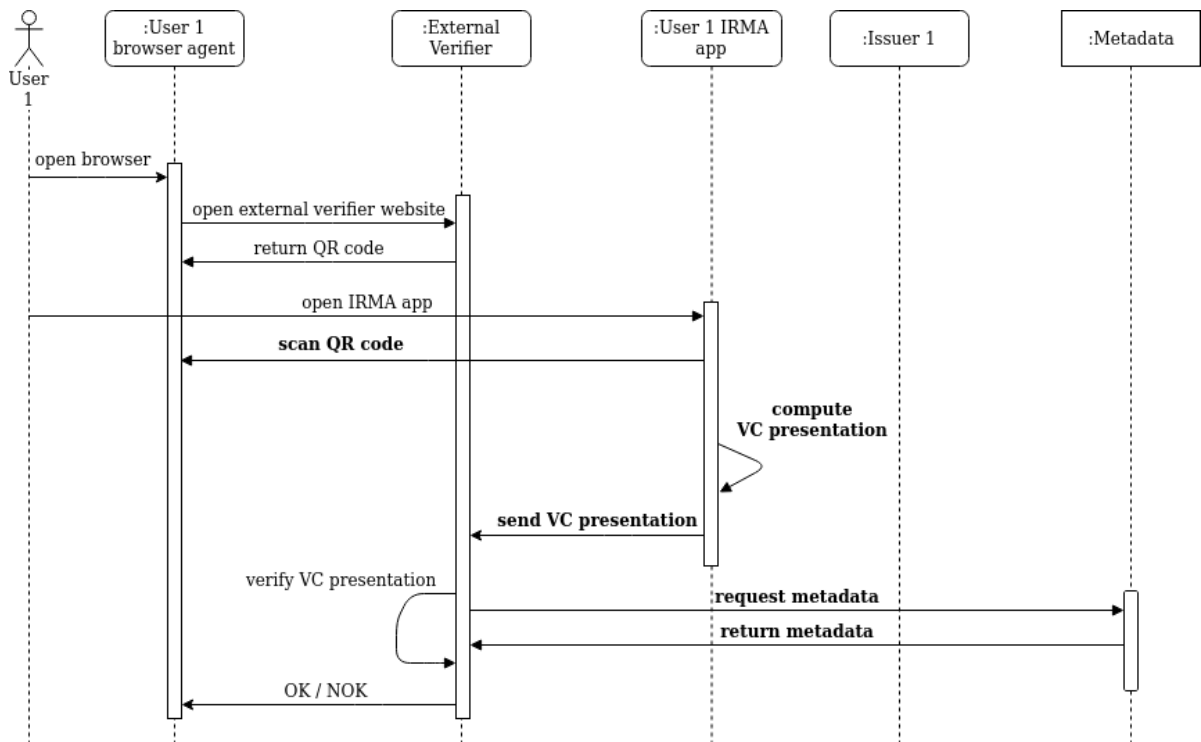 :User 1
browser agent
:External
Verifier
:User 1 IRMA
app
:Issuer 1
:Metadata
User
1
open browser
open external verifier website
return QR code
open IRMA app
scan QR code
compute
VC presentation
send VC presentation
verify VC presentation
request metadata
return metadata
OK / NOK